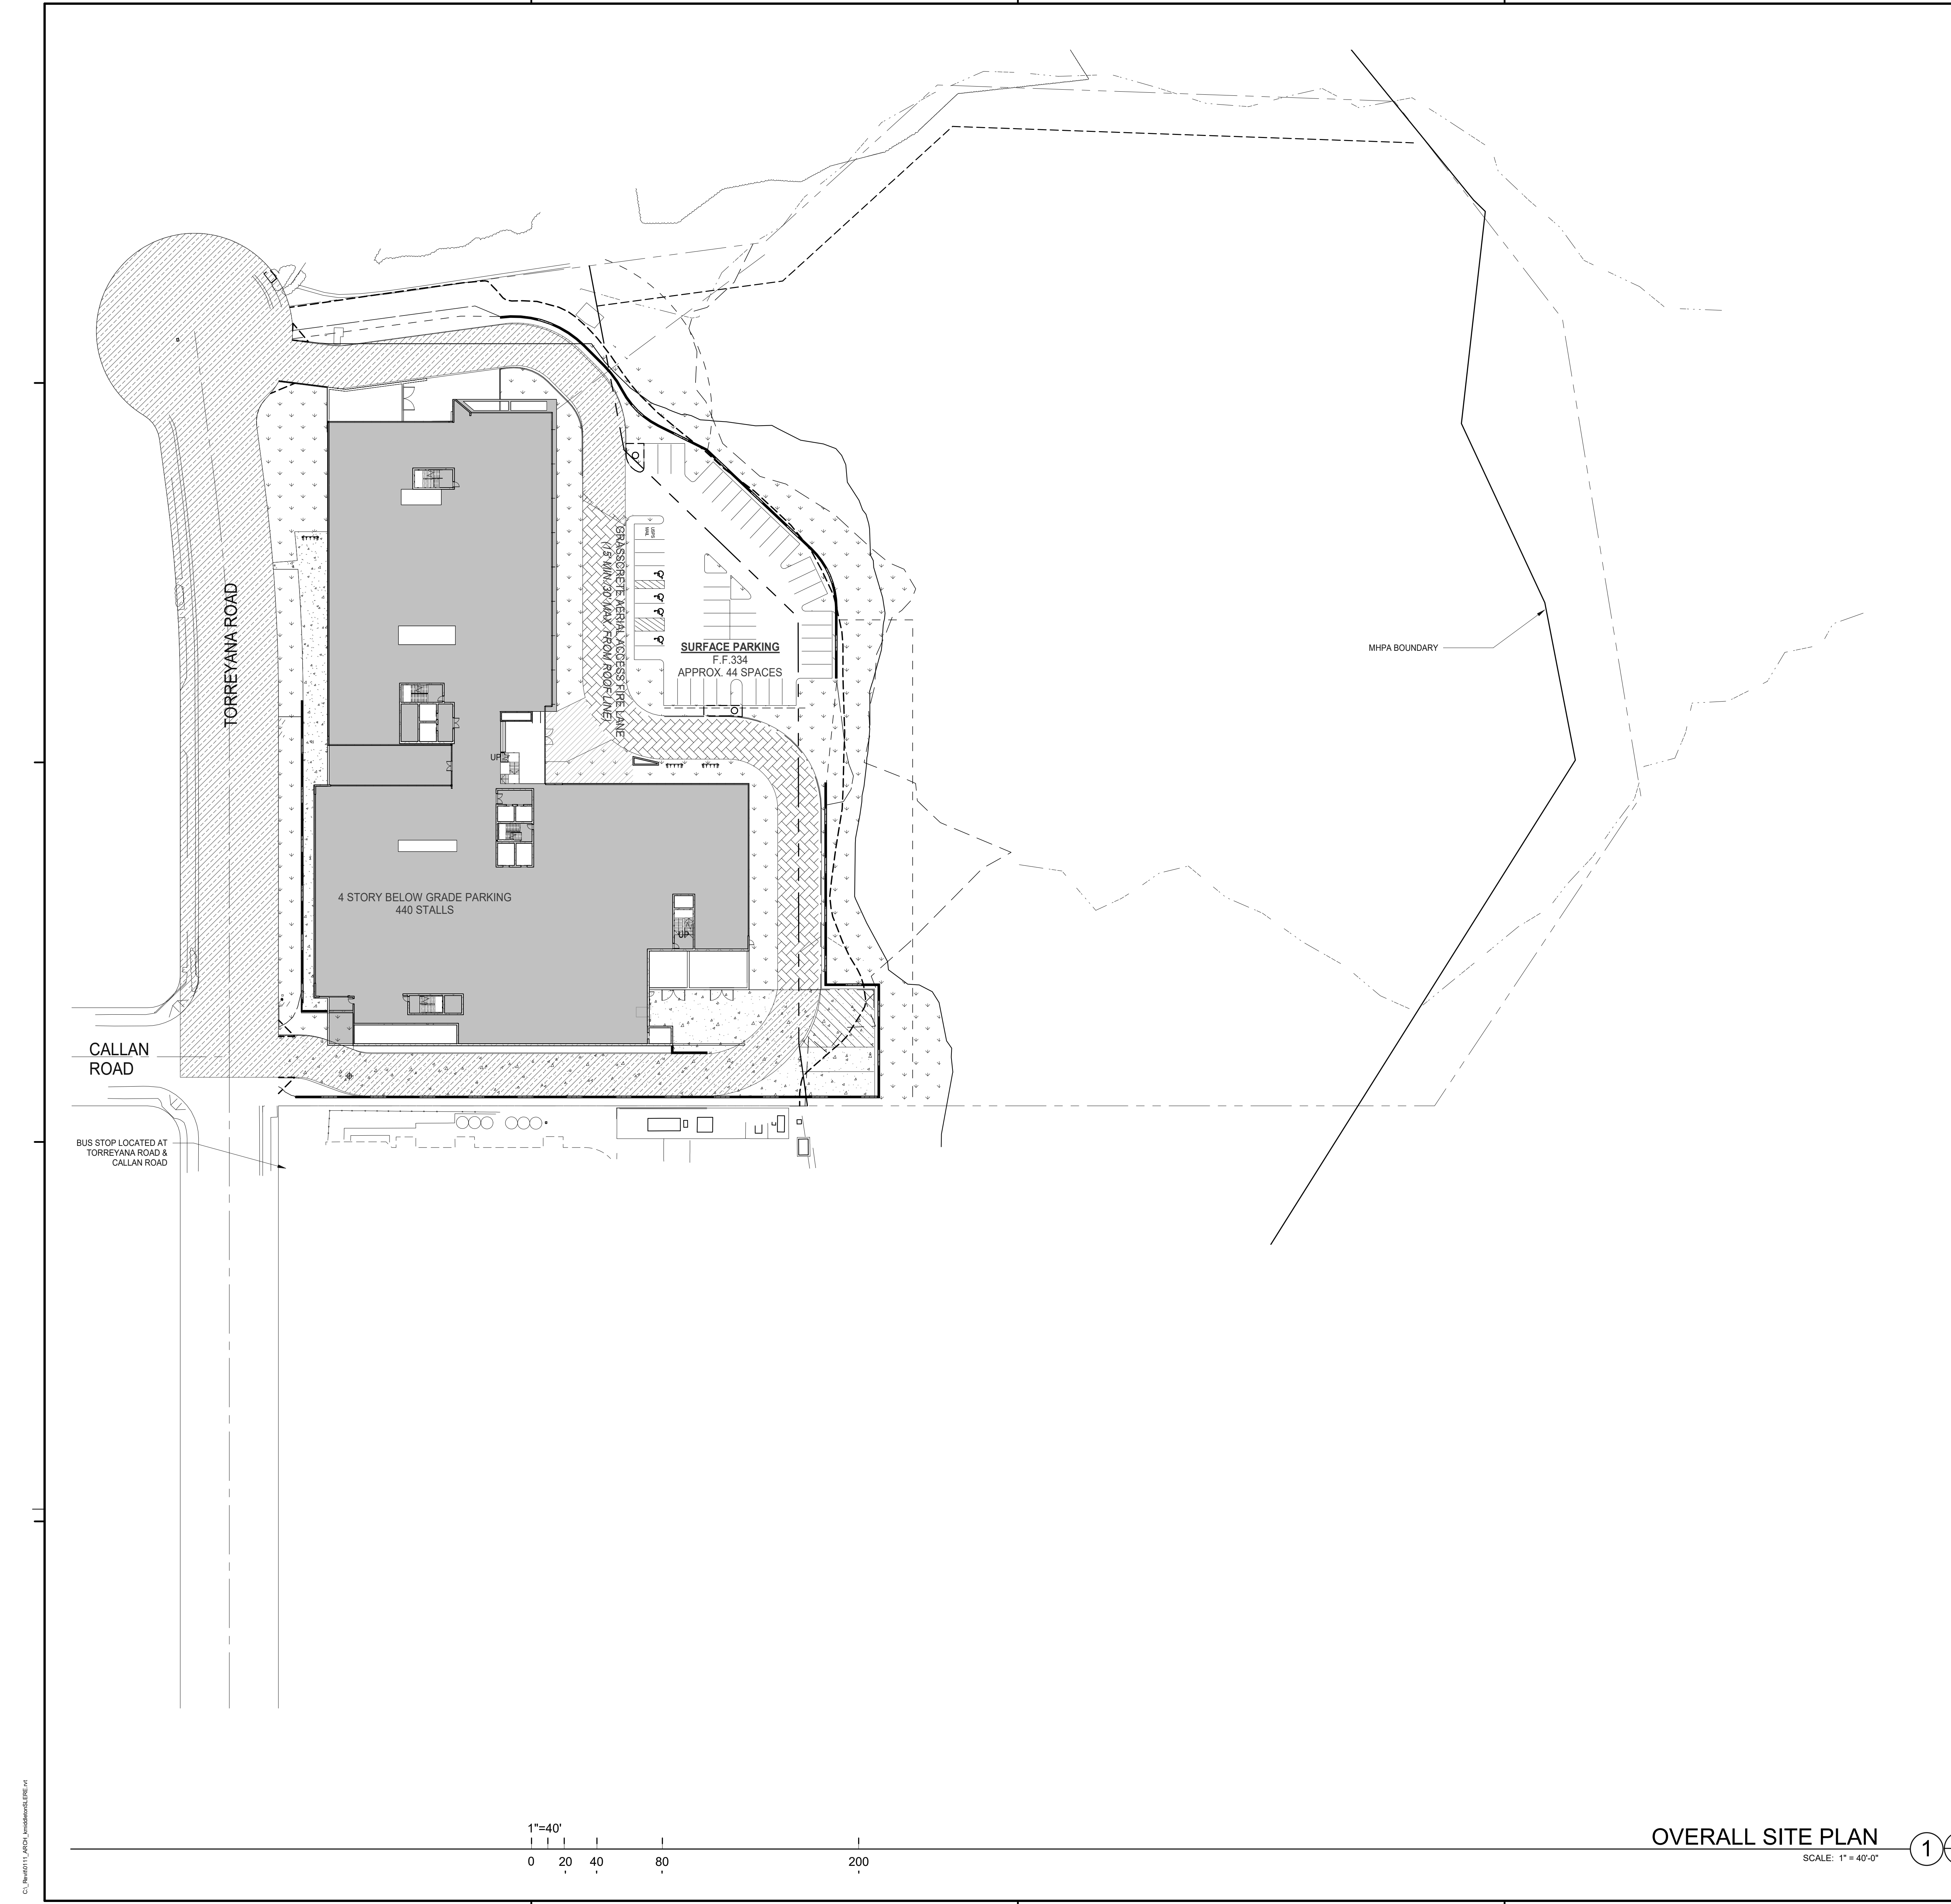 TORREYANA ROAD
GRASSCRETE AERIAL ACCESS FIRE LANE
(15' MIN./30' MAX. FROM ROOF LINE)
USPS
MAIL
SURFACE PARKING
F.F.334
APPROX. 44 SPACES
MHPA BOUNDARY
UP
4 STORY BELOW GRADE PARKING
440 STALLS
UP
CALLAN
ROAD
BUS STOP LOCATED AT
TORREYANA ROAD &
CALLAN ROAD
1"=40'
0 20 40 80 200
OVERALL SITE PLAN
SCALE: 1" = 40'-0"
1